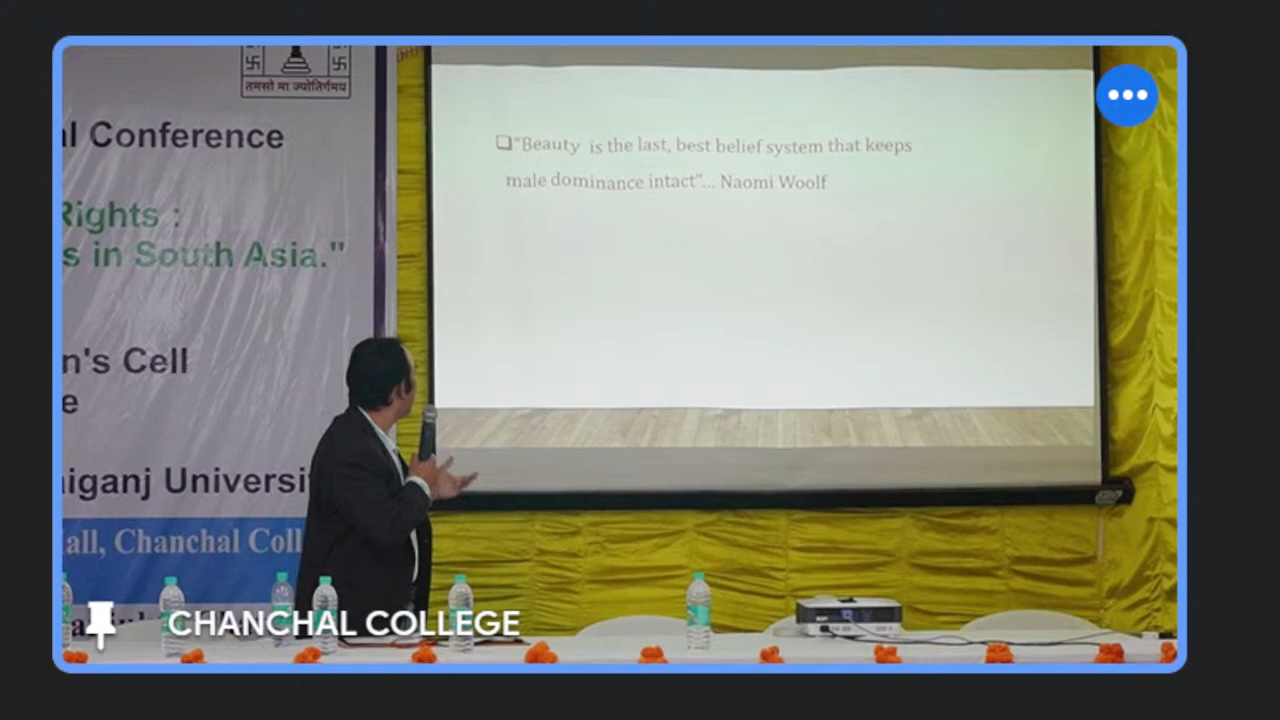 तमसो मा ज्योतिर्गमय
al Conference
Rights :
s in South Asia."
n's Cell
e
aiganj Universi
all, Chanchal Coll
❑"Beauty is the last, best belief system that keeps
male dominance intact"... Naomi Woolf
CHANCHAL COLLEGE